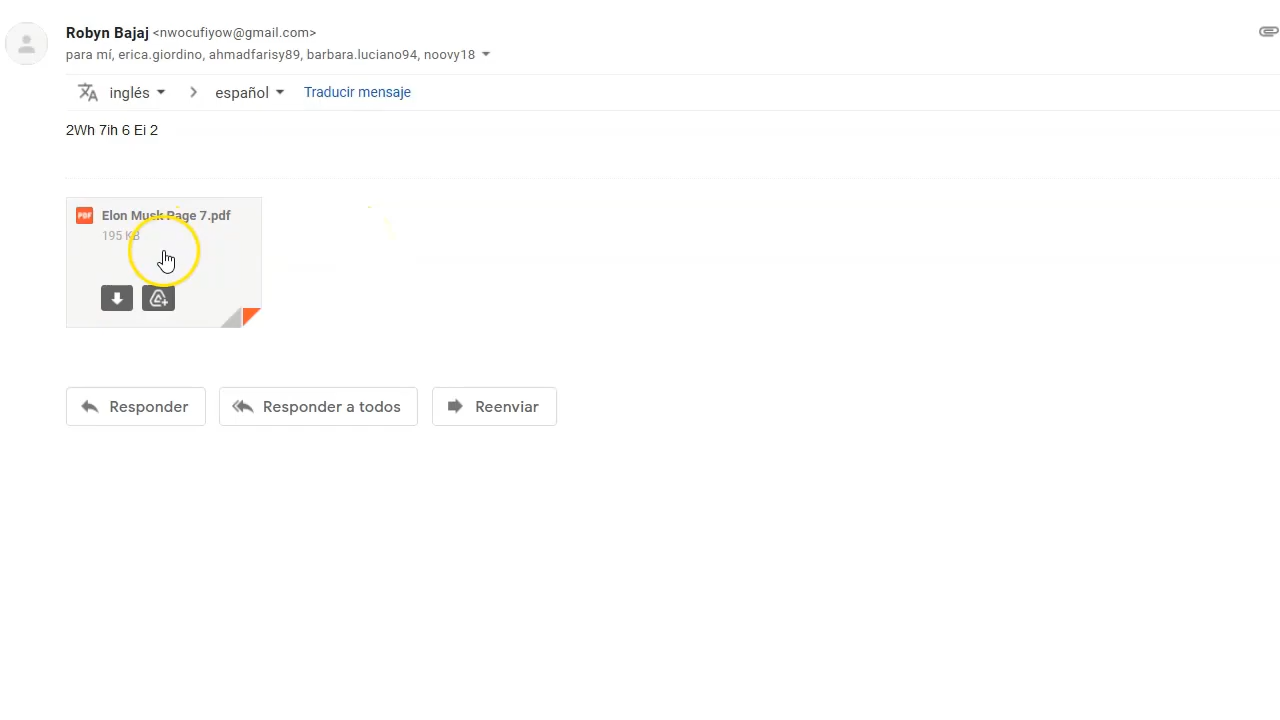 Robyn Bajaj <nwocufiyow@gmail.com>
para mí, erica.giordino, ahmadfarisy89, barbara.luciano94, noovy18
inglés > español Traducir mensaje
2Wh 7ih 6 Ei 2
PDF Elon Musk Page 7.pdf
195 KB
Responder Responder a todos Reenviar